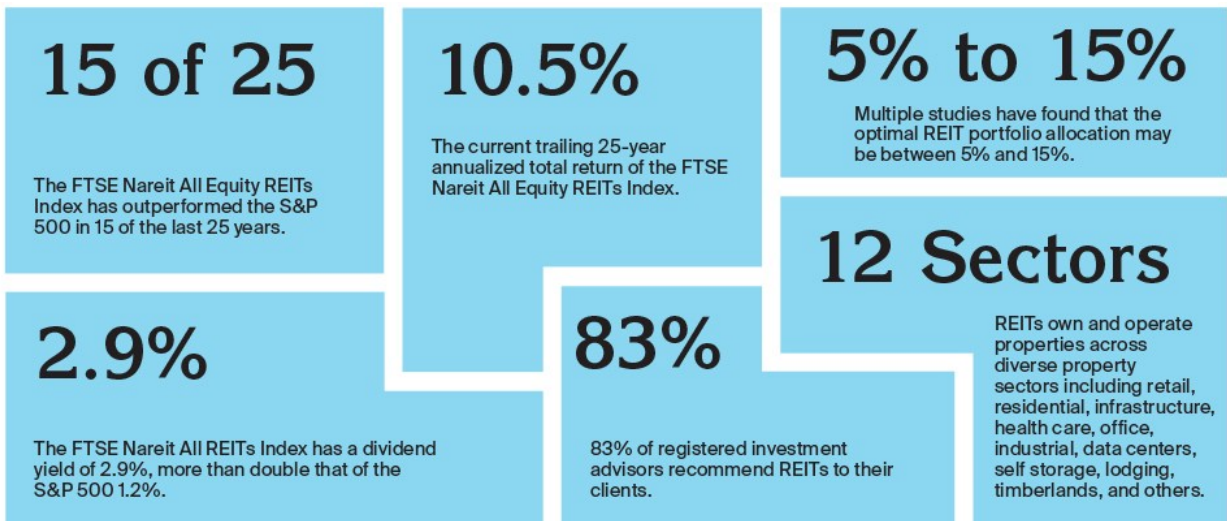 15 of 25
The FTSE Nareit All Equity REITs
Index has outperformed the S&P
500 in 15 of the last 25 years.
10.5%
The current trailing 25-year
annualized total return of the FTSE
Nareit All Equity REITs Index.
5% to 15%
Multiple studies have found that the
optimal REIT portfolio allocation may
be between 5% and 15%.
2.9%
The FTSE Nareit All REITs Index has a dividend
yield of 2.9%, more than double that of the
S&P 500 1.2%.
83%
83% of registered investment
advisors recommend REITs to their
clients.
12 Sectors
REITs own and operate
properties across
diverse property
sectors including retail,
residential, infrastructure,
health care, office,
industrial, data centers,
self storage, lodging,
timberlands, and others.